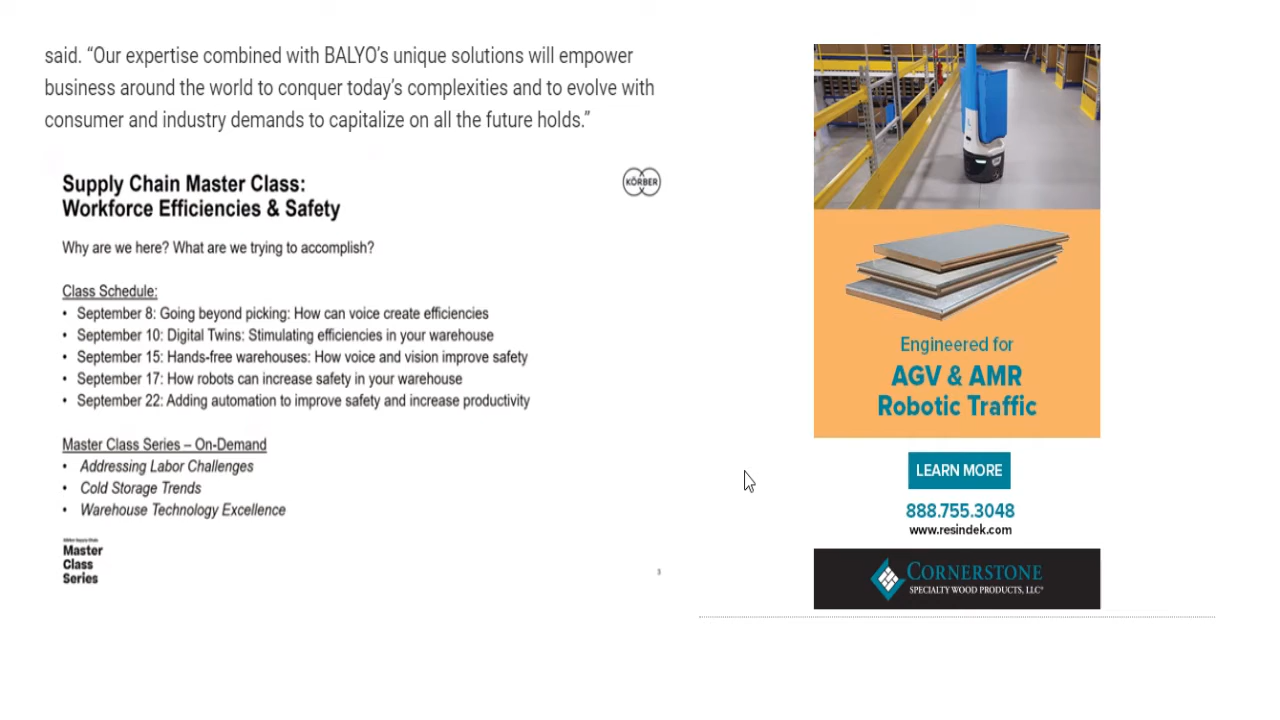 said. “Our expertise combined with BALYO’s unique solutions will empower
business around the world to conquer today’s complexities and to evolve with
consumer and industry demands to capitalize on all the future holds.”
Supply Chain Master Class:
Workforce Efficiencies & Safety
KÖRBER
Why are we here? What are we trying to accomplish?
Class Schedule:
• September 8: Going beyond picking: How can voice create efficiencies
• September 10: Digital Twins: Stimulating efficiencies in your warehouse
• September 15: Hands-free warehouses: How voice and vision improve safety
• September 17: How robots can increase safety in your warehouse
• September 22: Adding automation to improve safety and increase productivity
Master Class Series – On-Demand
• Addressing Labor Challenges
• Cold Storage Trends
• Warehouse Technology Excellence
Master
Class
Series
Engineered for
AGV & AMR
Robotic Traffic
LEARN MORE
888.755.3048
www.resindek.com
CORNERSTONE
SPECIALTY WOOD PRODUCTS, LLC